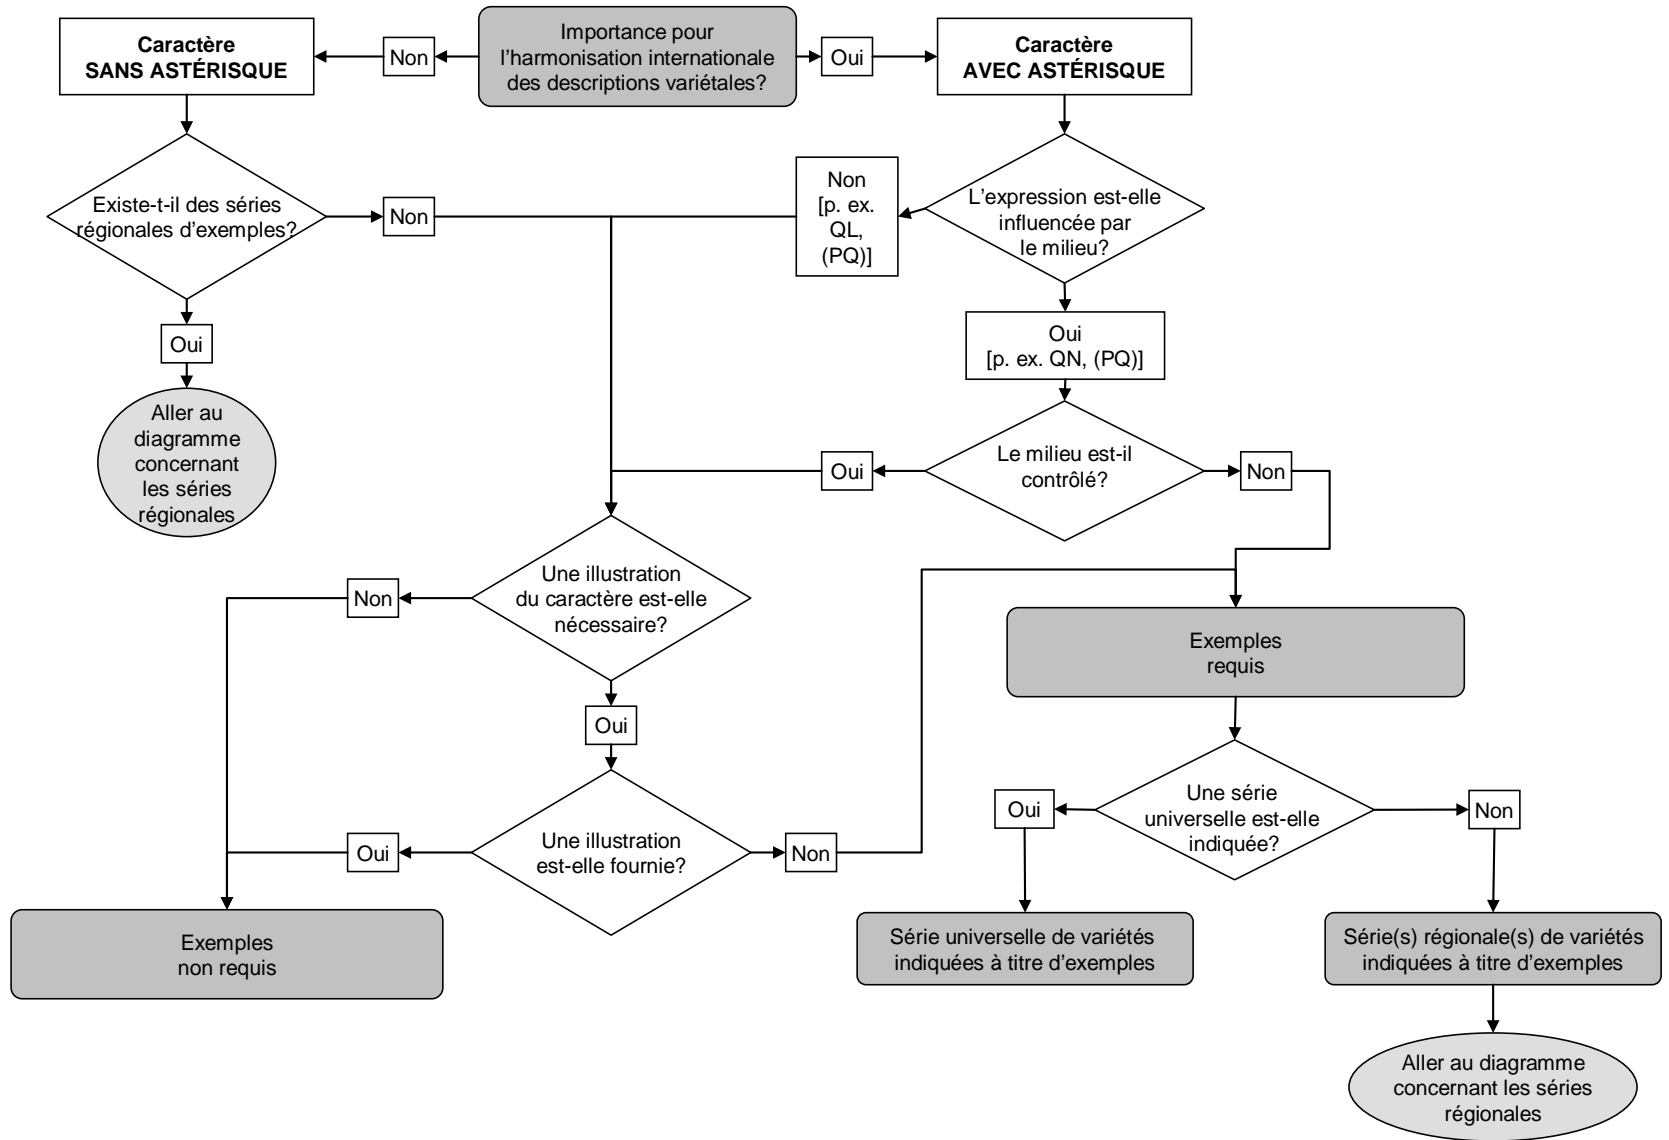 Caractère
SANS ASTÉRISQUE
Non
Importance pour
l'harmonisation internationale
des descriptions variétales?
Oui
Caractère
AVEC ASTÉRISQUE
Existe-t-il des séries
régionales d'exemples?
Non
Non
[p. ex.
QL,
(PQ)]
L'expression est-elle
influencée par
le milieu?
Oui
Oui
[p. ex. QN, (PQ)]
Aller au
diagramme
concernant
les séries
régionales
Oui
Le milieu est-il
contrôlé?
Non
Non
Une illustration
du caractère est-elle
nécessaire?
Exemples
requis
Oui
Oui
Une illustration
est-elle fournie?
Non
Oui
Une série
universelle est-elle
indiquée?
Non
Exemples
non requis
Série universelle de variétés
indiquées à titre d'exemples
Série(s) régionale(s) de variétés
indiquées à titre d'exemples
Aller au diagramme
concernant les séries
régionales